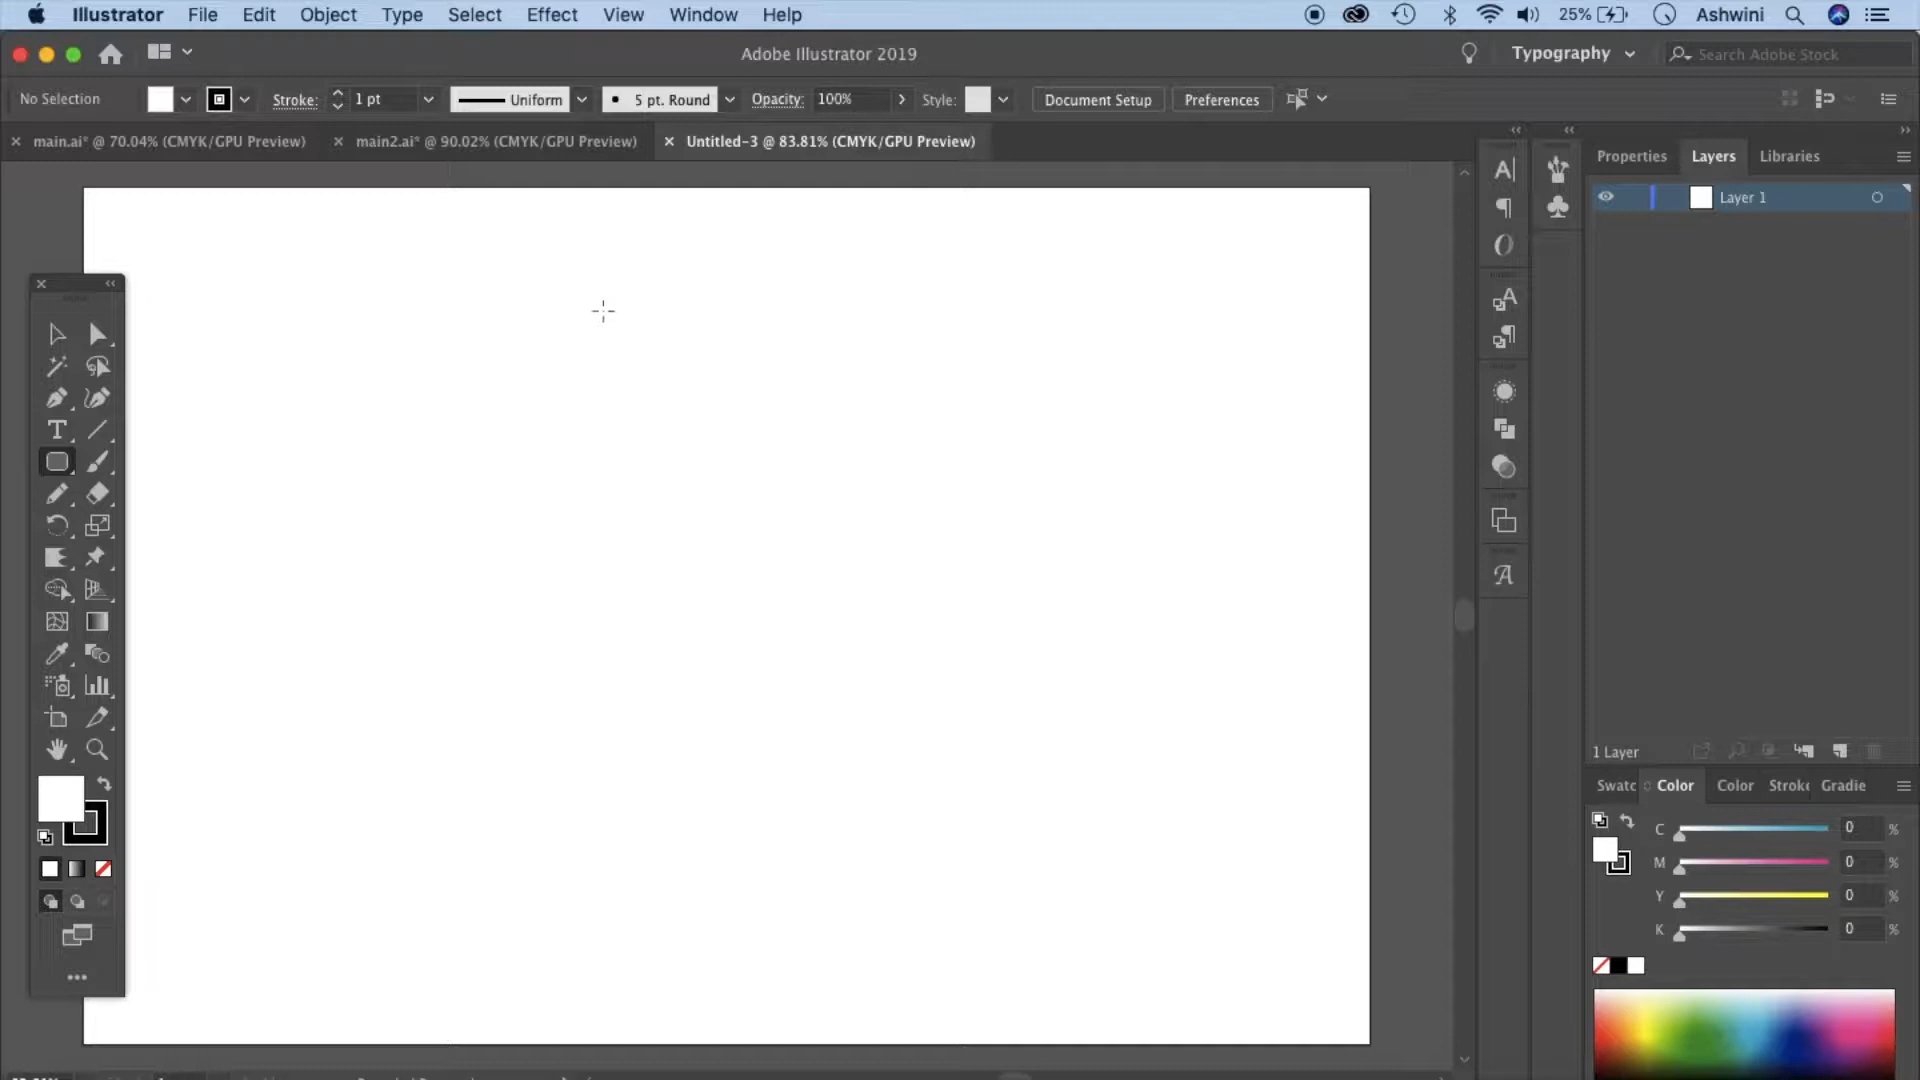 Illustrator File Edit Object Type Select Effect View Window Help 25% Ashwini
Adobe Illustrator 2019 Typography Search Adobe Stock
No Selection Stroke: 1 pt Uniform 5 pt. Round Opacity: 100% Style: Document Setup Preferences
main.ai* @ 70.04% (CMYK/GPU Preview) main2.ai* @ 90.02% (CMYK/GPU Preview) Untitled-3 @ 83.81% (CMYK/GPU Preview)
Properties Layers Libraries
Layer 1
1 Layer
Swatc Color Color Stroke Gradie
C 0 %
M 0 %
Y 0 %
K 0 %